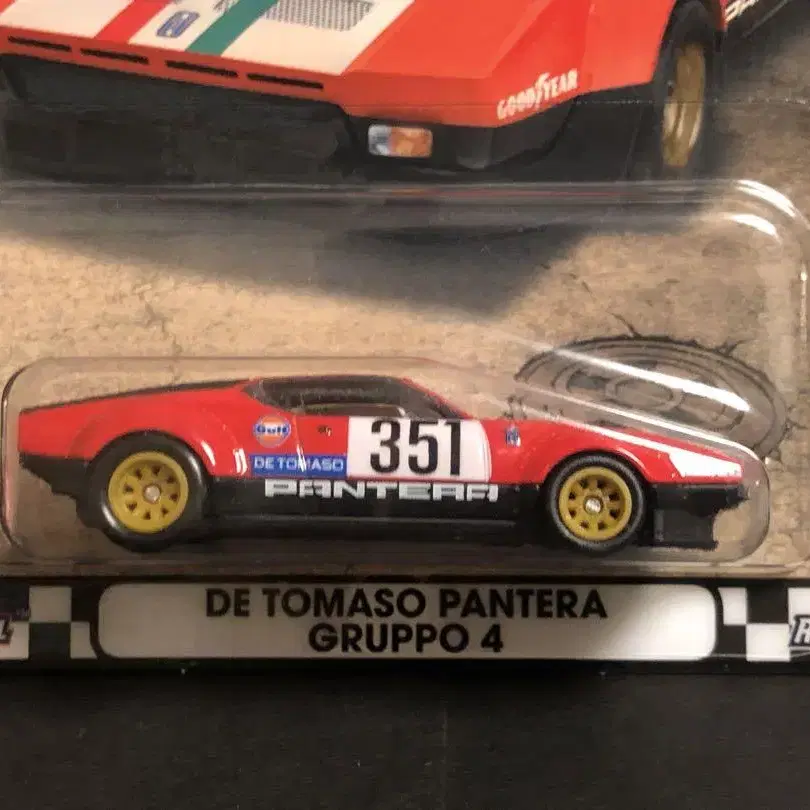 GOODYEAR
Gulf
351
DE TOMASO
PANTERA
DE TOMASO PANTERA
GRUPPO 4